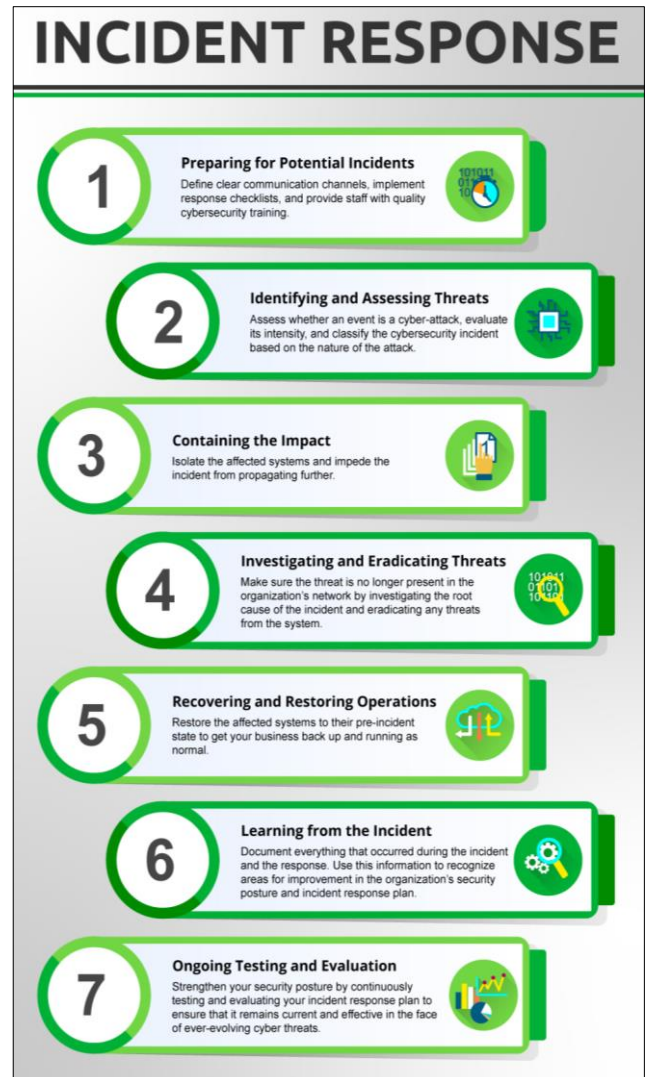 INCIDENT RESPONSE
1
Preparing for Potential Incidents
Define clear communication channels, implement
response checklists, and provide staff with quality
cybersecurity training.
101011
2
Identifying and Assessing Threats
Assess whether an event is a cyber-attack, evaluate
its intensity, and classify the cybersecurity incident
based on the nature of the attack.
3
Containing the Impact
Isolate the affected systems and impede the
incident from propagating further.
4
Investigating and Eradicating Threats
Make sure the threat is no longer present in the
organization's network by investigating the root
cause of the incident and eradicating any threats
from the system.
5
Recovering and Restoring Operations
Restore the affected systems to their pre-incident
state to get your business back up and running as
normal.
6
Learning from the Incident
Document everything that occurred during the incident
and the response. Use this information to recognize
areas for improvement in the organization's security
posture and incident response plan.
7
Ongoing Testing and Evaluation
Strengthen your security posture by continuously
testing and evaluating your incident response plan to
ensure that it remains current and effective in the face
of ever-evolving cyber threats.